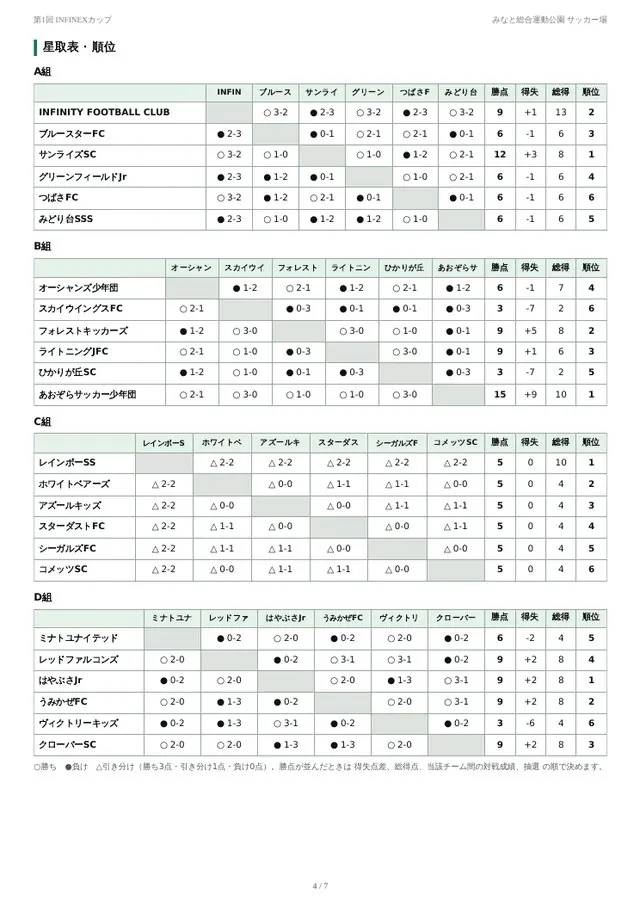 第1回 INFINEXカップ みなと総合運動公園 サッカー場
星取表・順位
A組
INFIN ブルース サンライ グリーン つばさF みどり台 勝点 得失 総得 順位
INFINITY FOOTBALL CLUB ○ 3-2 ● 2-3 ○ 3-2 ● 2-3 ○ 3-2 9 +1 13 2
ブルースターFC ● 2-3 ● 0-1 ○ 2-1 ○ 2-1 ● 0-1 6 -1 6 3
サンライズSC ○ 3-2 ○ 1-0 ○ 1-0 ● 1-2 ○ 2-1 12 +3 8 1
グリーンフィールドJr ● 2-3 ● 1-2 ● 0-1 ○ 1-0 ○ 2-1 6 -1 6 4
つばさFC ○ 3-2 ● 1-2 ○ 2-1 ● 0-1 ● 0-1 6 -1 6 6
みどり台SSS ● 2-3 ○ 1-0 ● 1-2 ● 1-2 ○ 1-0 6 -1 6 5
B組
オーシャン スカイウイ フォレスト ライトニン ひかりが丘 あおぞらサ 勝点 得失 総得 順位
オーシャンズ少年団 ● 1-2 ○ 2-1 ● 1-2 ○ 2-1 ● 1-2 6 -1 7 4
スカイウイングスFC ○ 2-1 ● 0-3 ● 0-1 ● 0-1 ● 0-3 3 -7 2 6
フォレストキッカーズ ● 1-2 ○ 3-0 ○ 3-0 ○ 1-0 ● 0-1 9 +5 8 2
ライトニングJFC ○ 2-1 ○ 1-0 ● 0-3 ○ 3-0 ● 0-1 9 +1 6 3
ひかりが丘SC ● 1-2 ○ 1-0 ● 0-1 ● 0-3 ● 0-3 3 -7 2 5
あおぞらサッカー少年団 ○ 2-1 ○ 3-0 ○ 1-0 ○ 1-0 ○ 3-0 15 +9 10 1
C組
レインボーS ホワイトベ アズールキ スターダス シーガルズF コメッツSC 勝点 得失 総得 順位
レインボーSS △ 2-2 △ 2-2 △ 2-2 △ 2-2 △ 2-2 5 0 10 1
ホワイトベアーズ △ 2-2 △ 0-0 △ 1-1 △ 1-1 △ 0-0 5 0 4 2
アズールキッズ △ 2-2 △ 0-0 △ 0-0 △ 1-1 △ 1-1 5 0 4 3
スターダストFC △ 2-2 △ 1-1 △ 0-0 △ 0-0 △ 1-1 5 0 4 4
シーガルズFC △ 2-2 △ 1-1 △ 1-1 △ 0-0 △ 0-0 5 0 4 5
コメッツSC △ 2-2 △ 0-0 △ 1-1 △ 1-1 △ 0-0 5 0 4 6
D組
ミナトユナ レッドファ はやぶさJr うみかぜFC ヴィクトリ クローバー 勝点 得失 総得 順位
ミナトユナイテッド ● 0-2 ○ 2-0 ● 0-2 ○ 2-0 ● 0-2 6 -2 4 5
レッドファルコンズ ○ 2-0 ● 0-2 ○ 3-1 ○ 3-1 ● 0-2 9 +2 8 4
はやぶさJr ● 0-2 ○ 2-0 ○ 2-0 ● 1-3 ○ 3-1 9 +2 8 1
うみかぜFC ○ 2-0 ● 1-3 ● 0-2 ○ 2-0 ○ 3-1 9 +2 8 2
ヴィクトリーキッズ ● 0-2 ● 1-3 ○ 3-1 ● 0-2 ● 0-2 3 -6 4 6
クローバーSC ○ 2-0 ○ 2-0 ● 1-3 ● 1-3 ○ 2-0 9 +2 8 3
○勝ち ●負け △引き分け（勝ち3点・引き分け1点・負け0点）。勝点が並んだときは 得失点差、総得点、当該チーム間の対戦成績、抽選 の順で決めます。
4 / 7